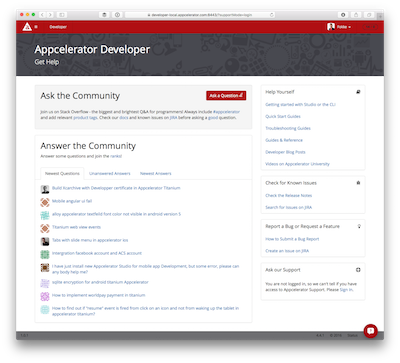 developer-local.appcelerator.com:8443/?support#index=login
Developer
Fokke
Appcelerator Developer
Get Help
Ask the Community
Ask a Question
Join us on Stack Overflow - the biggest and brightest Q&A for programmers! Always include #appcelerator
and add relevant product tags. Check our docs and known issues on JIRA before asking a good question.
Answer the Community
Answer some questions and join the ranks!
Newest Questions
Unanswered Questions
Newest Answers
Build IceArchive with Developper certificate in Appcelerator Titanium
Mobile angular ui fail
alloy appcelerator textfield font color not visible in android version 5
Titanium web view events
Tafiy with slide menu in appcelerator ios
Integration facebook account and ACS account
I have just install new Appcelerator Studio for mobile app Development, but some error, please can
any body help me?
sqlite encryption for android titanium Appcelerator
How to implement worldpay payment in titanium
How to find out if "resume" event is fired from click on an icon and not from waking up the tablet in
appcelerator-titanium?
Help Yourself
Getting started with Studio or the CLI
Quick Start Guides
Troubleshooting Guides
Guides & Reference
Developer Blog Posts
Videos on Appcelerator University
Check for Known Issues
Check the Release Notes
Search for Issues on JIRA
Report a Bug or Request a Feature
How to Submit a Bug Report
Create an Issue on JIRA
Ask our Support
You are not logged in, so we can't tell if you have
access to Appcelerator Support. Please Sign In.